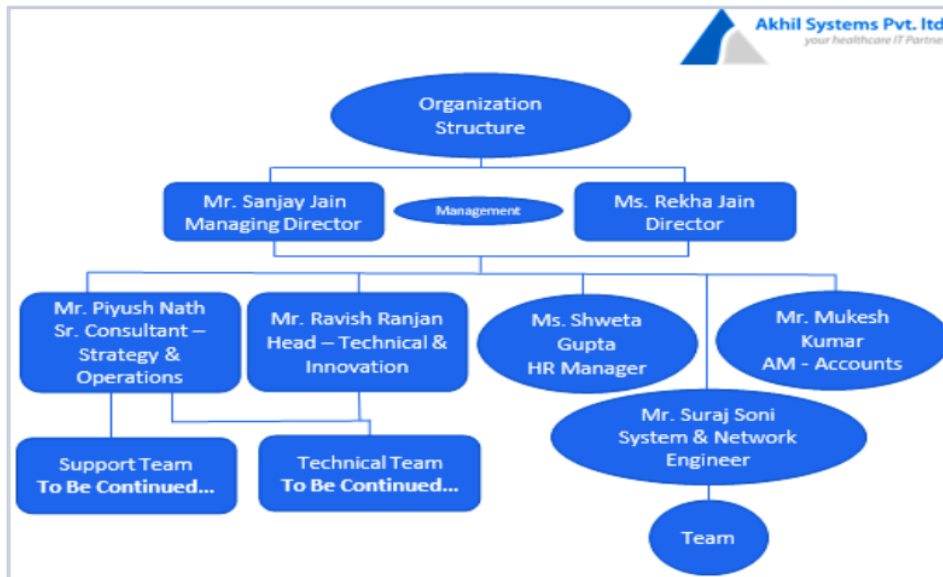 Akhil Systems Pvt. ltd
your healthcare IT Partner
Organization
Structure
Mr. Sanjay Jain
Managing Director
Management
Ms. Rekha Jain
Director
Mr. Piyush Nath
Sr. Consultant –
Strategy &
Operations
Mr. Ravish Ranjan
Head – Technical &
Innovation
Ms. Shweta
Gupta
HR Manager
Mr. Mukesh
Kumar
AM - Accounts
Mr. Suraj Soni
System & Network
Engineer
Support Team
To Be Continued...
Technical Team
To Be Continued...
Team